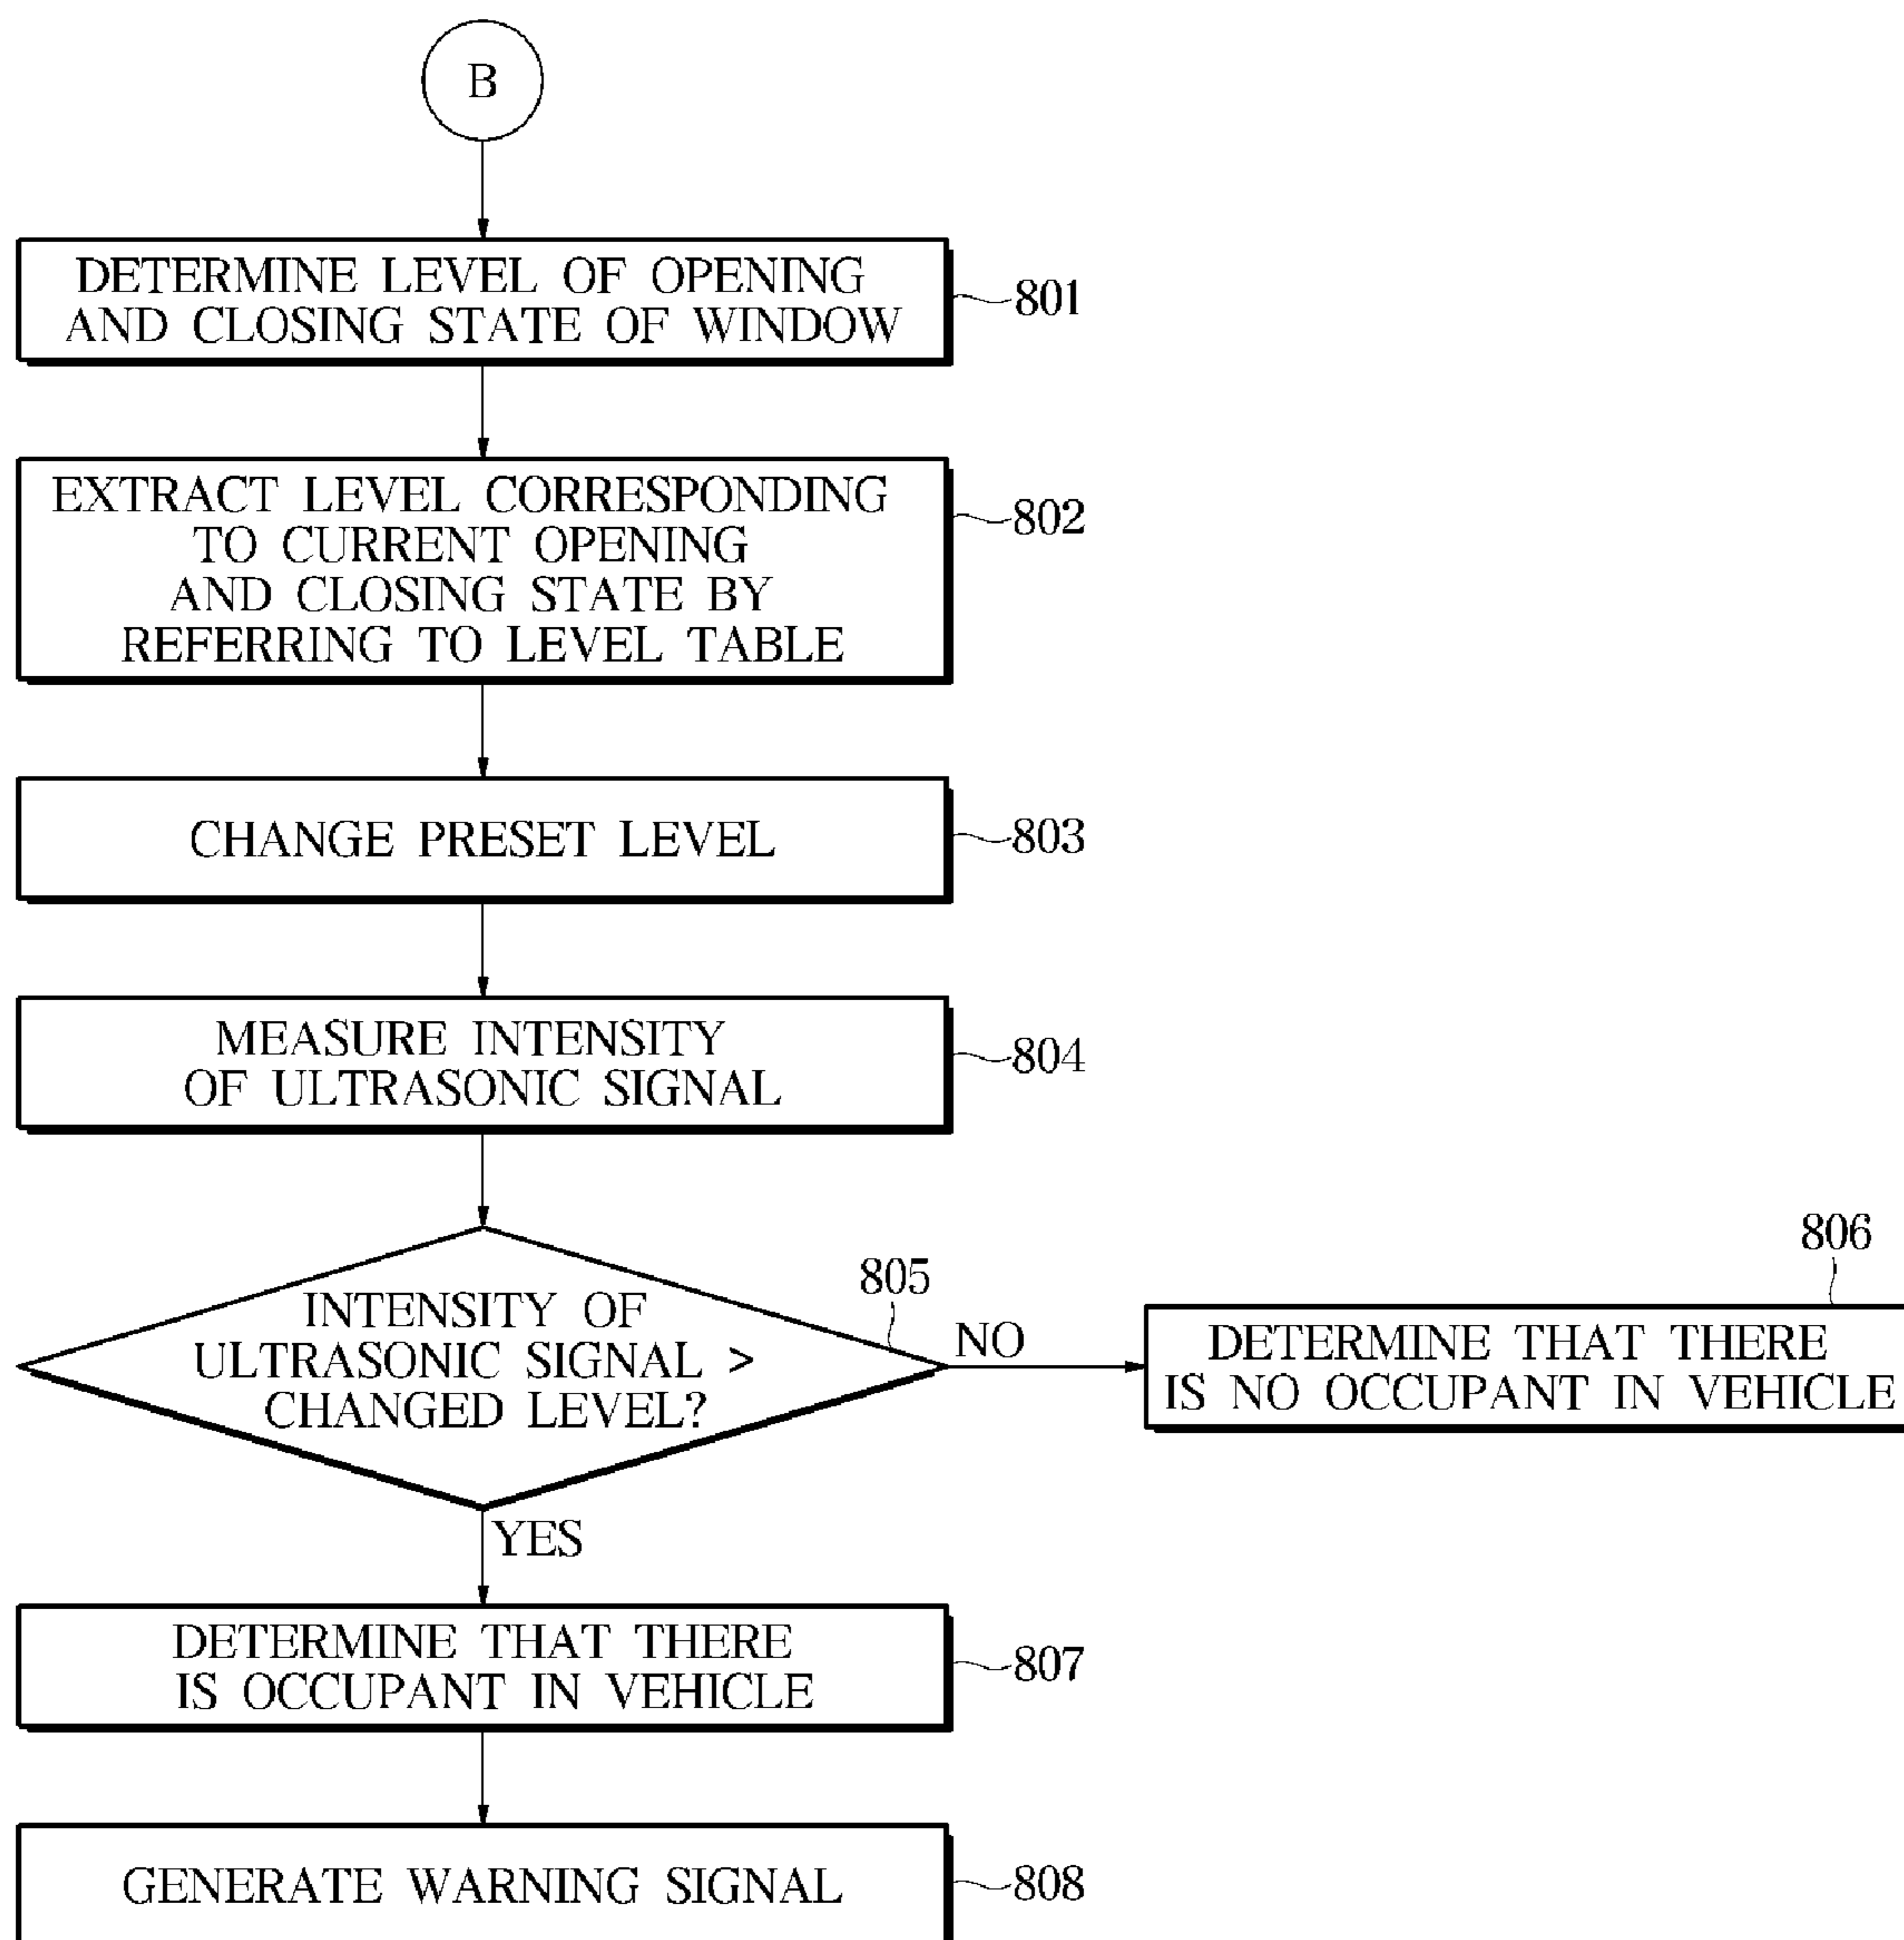 B
DETERMINE LEVEL OF OPENING
AND CLOSING STATE OF WINDOW
801
EXTRACT LEVEL CORRESPONDING
TO CURRENT OPENING
AND CLOSING STATE BY
REFERRING TO LEVEL TABLE
802
CHANGE PRESET LEVEL
803
MEASURE INTENSITY
OF ULTRASONIC SIGNAL
804
INTENSITY OF
ULTRASONIC SIGNAL >
CHANGED LEVEL?
805
NO
806
DETERMINE THAT THERE
IS NO OCCUPANT IN VEHICLE
YES
DETERMINE THAT THERE
IS OCCUPANT IN VEHICLE
807
GENERATE WARNING SIGNAL
808